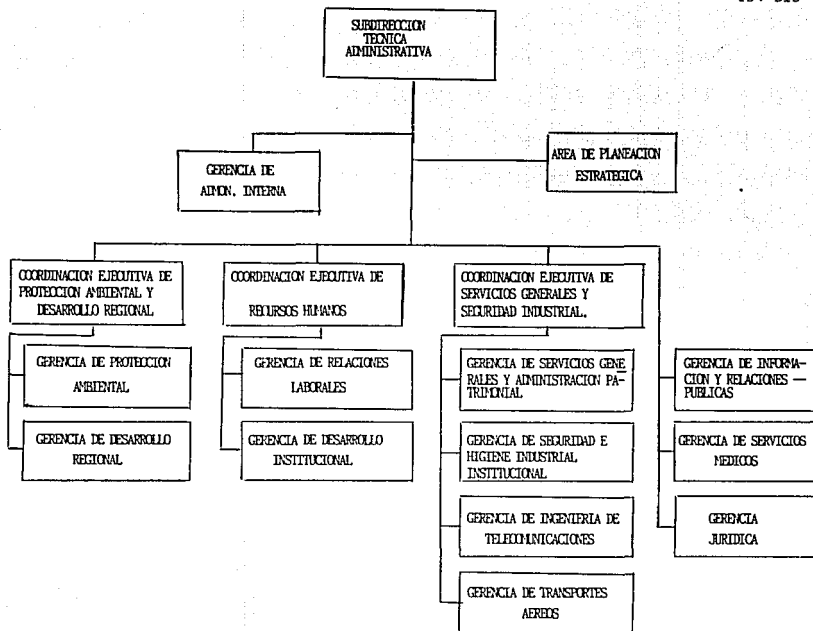 SUBDIRECCION
TECNICA
ADMINISTRATIVA
GERENCIA DE
ADMON. INTERNA
AREA DE PLANEACION
ESTRATEGICA
COORDINACION EJECUTIVA DE
PROTECCION AMBIENTAL Y
DESARROLLO REGIONAL
COORDINACION EJECUTIVA DE
RECURSOS HUMANOS
COORDINACION EJECUTIVA DE
SERVICIOS GENERALES Y
SEGURIDAD INDUSTRIAL.
GERENCIA DE PROTECCION
AMBIENTAL
GERENCIA DE DESARROLLO
REGIONAL
GERENCIA DE RELACIONES
LABORALES
GERENCIA DE DESARROLLO
INSTITUCIONAL
GERENCIA DE SERVICIOS GENE
RALES Y ADMINISTRACION PA-
TRIMONIAL
GERENCIA DE SEGURIDAD E
HIGIENE INDUSTRIAL
INSTITUCIONAL
GERENCIA DE INGENIERIA DE
TELECOMUNICACIONES
GERENCIA DE TRANSPORTES
AEREOS
GERENCIA DE INFORMA-
CION Y RELACIONES —
PUBLICAS
GERENCIA DE SERVICIOS
MEDICOS
GERENCIA
JURIDICA